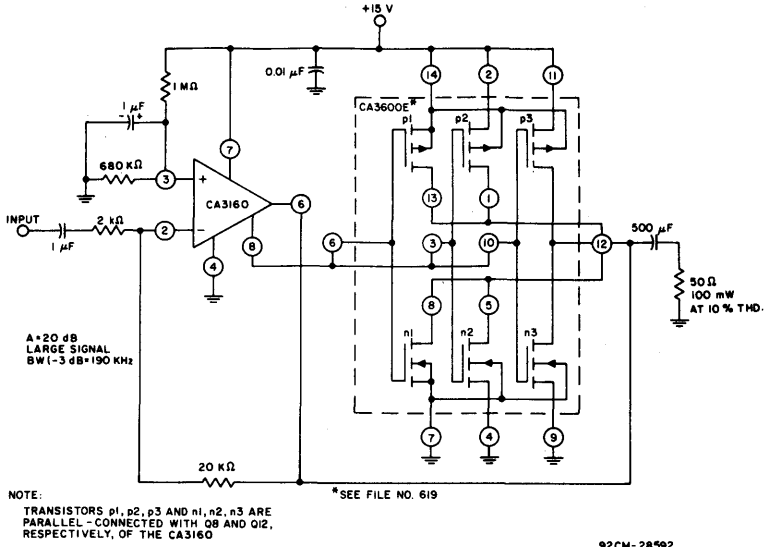 +15 V
0.01 µF
1 MΩ
1 µF
- +
680 KΩ
3
+
7
CA3160
6
INPUT
1 µF
2 kΩ
2
-
8
4
A=20 dB
LARGE SIGNAL
BW(-3 dB=190 KHz
20 KΩ
14
2
11
CA3600E*
p1
p2
p3
13
1
6
3
10
12
8
5
n1
n2
n3
7
4
9
500 µF
50 Ω
100 mW
AT 10 % THD.
*SEE FILE NO. 619
NOTE:
TRANSISTORS p1, p2, p3 AND n1, n2, n3 ARE
PARALLEL-CONNECTED WITH Q8 AND Q12,
RESPECTIVELY, OF THE CA3160
92CM-28592